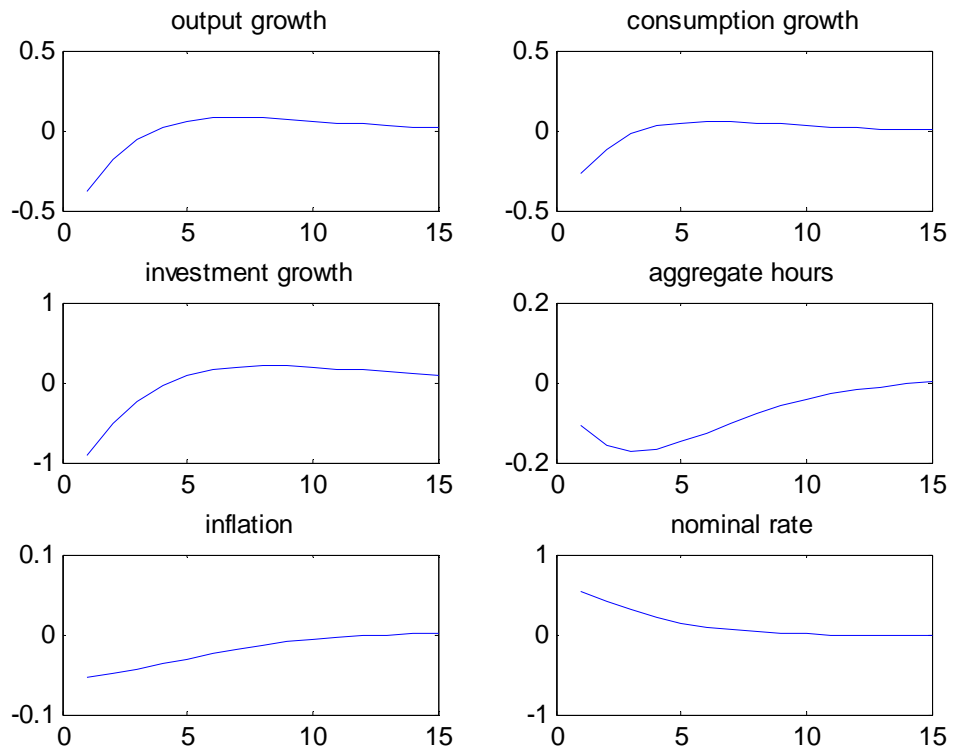 output growth
0.5
0
-0.5
0 5 10 15
consumption growth
0.5
0
-0.5
0 5 10 15
investment growth
1
0
-1
0 5 10 15
aggregate hours
0.2
0
-0.2
0 5 10 15
inflation
0.1
0
-0.1
0 5 10 15
nominal rate
1
0
-1
0 5 10 15